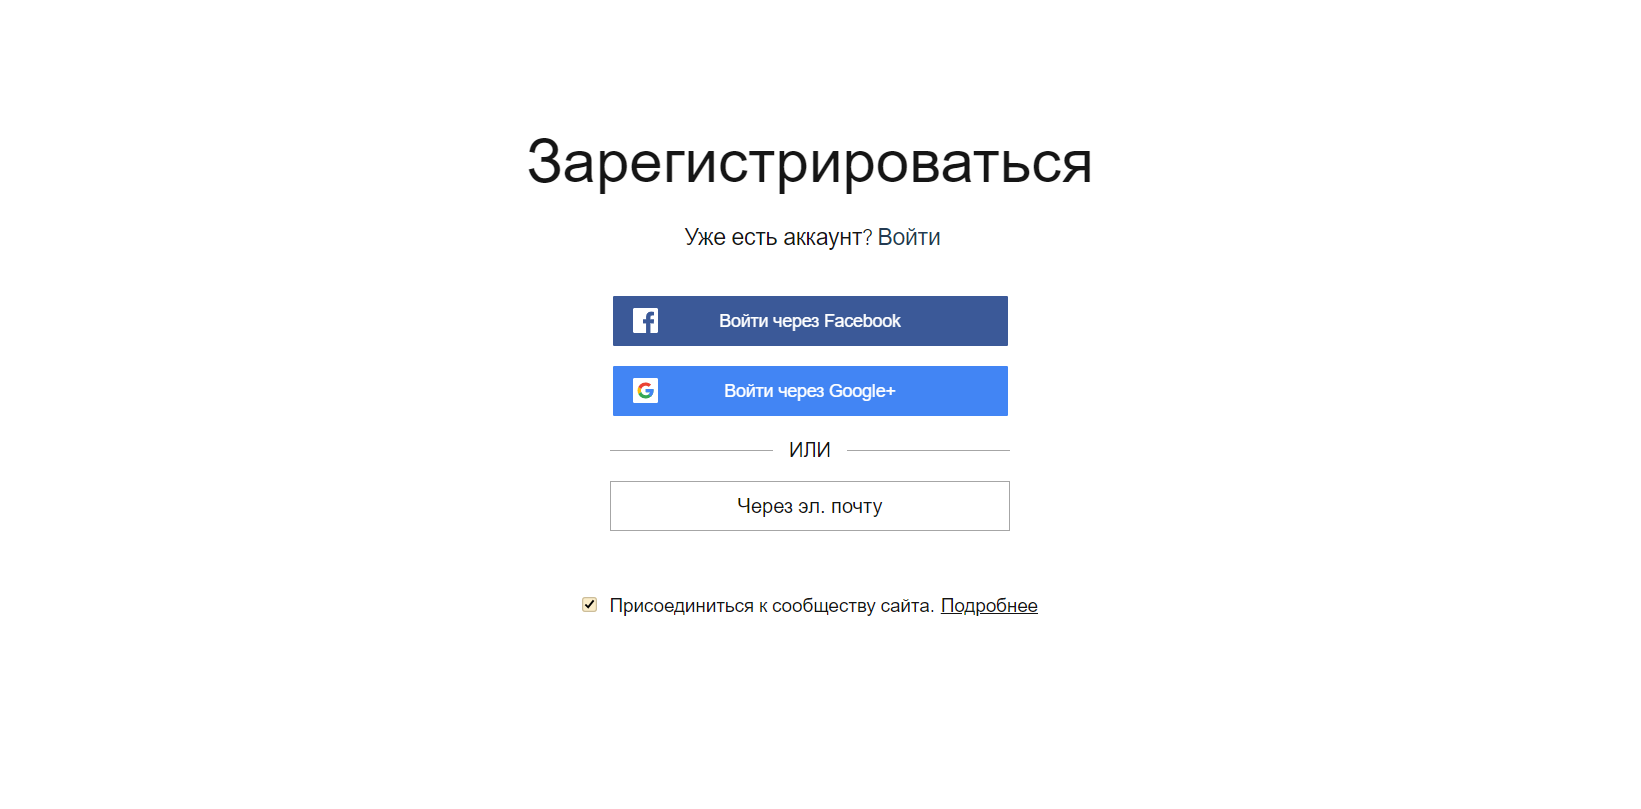 Зарегистрироваться
Уже есть аккаунт? Войти
Войти через Facebook
Войти через Google+
ИЛИ
Через эл. почту
Присоединиться к сообществу сайта. Подробнее